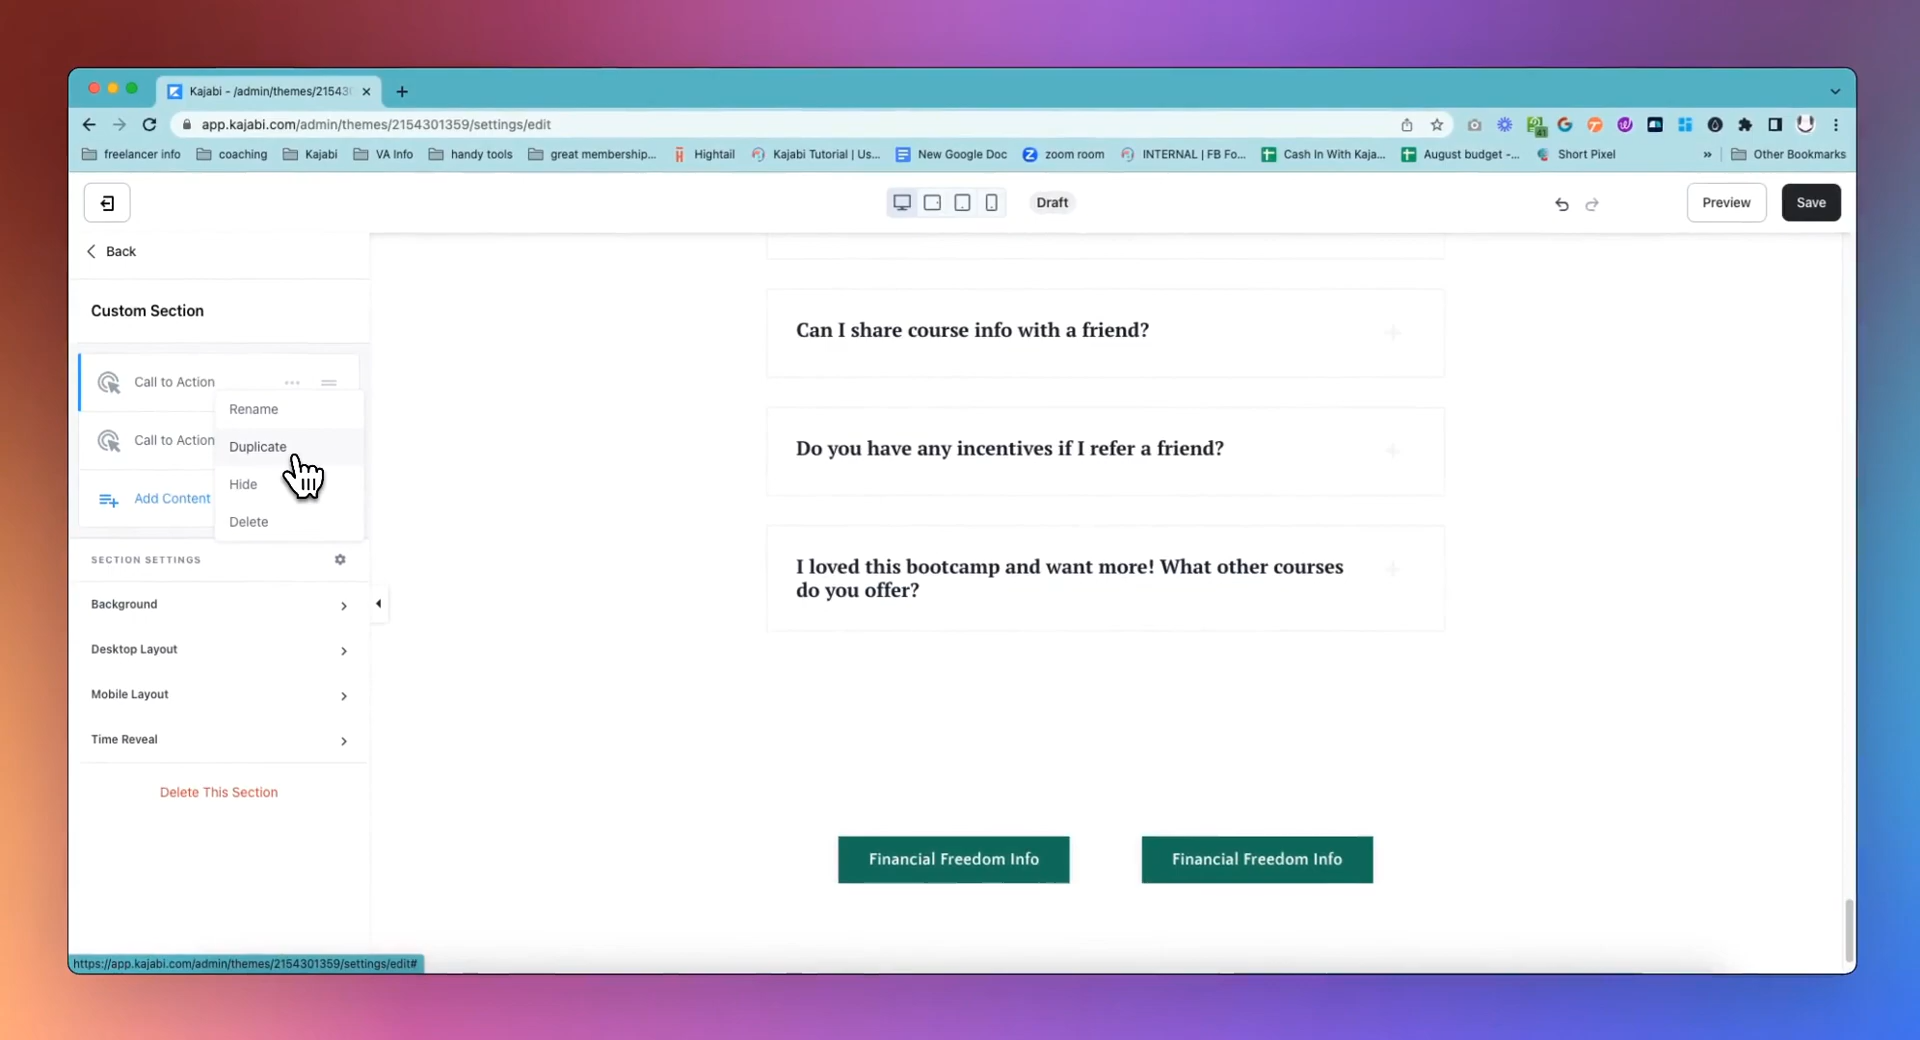 Kajabi - /admin/themes/21543
app.kajabi.com/admin/themes/2154301359/settings/edit
freelancer info
coaching
Kajabi
VA Info
handy tools
great membership...
Hightail
Kajabi Tutorial | Us...
New Google Doc
zoom room
INTERNAL | FB Fo...
Cash In With Kaja...
August budget -...
Short Pixel
»
Other Bookmarks
Draft
Preview
Save
Back
Custom Section
Call to Action
Rename
Call to Action
Duplicate
Hide
Add Content
Delete
SECTION SETTINGS
Background
Desktop Layout
Mobile Layout
Time Reveal
Delete This Section
Can I share course info with a friend?
Do you have any incentives if I refer a friend?
I loved this bootcamp and want more! What other courses
do you offer?
Financial Freedom Info
Financial Freedom Info
https://app.kajabi.com/admin/themes/2154301359/settings/edit#